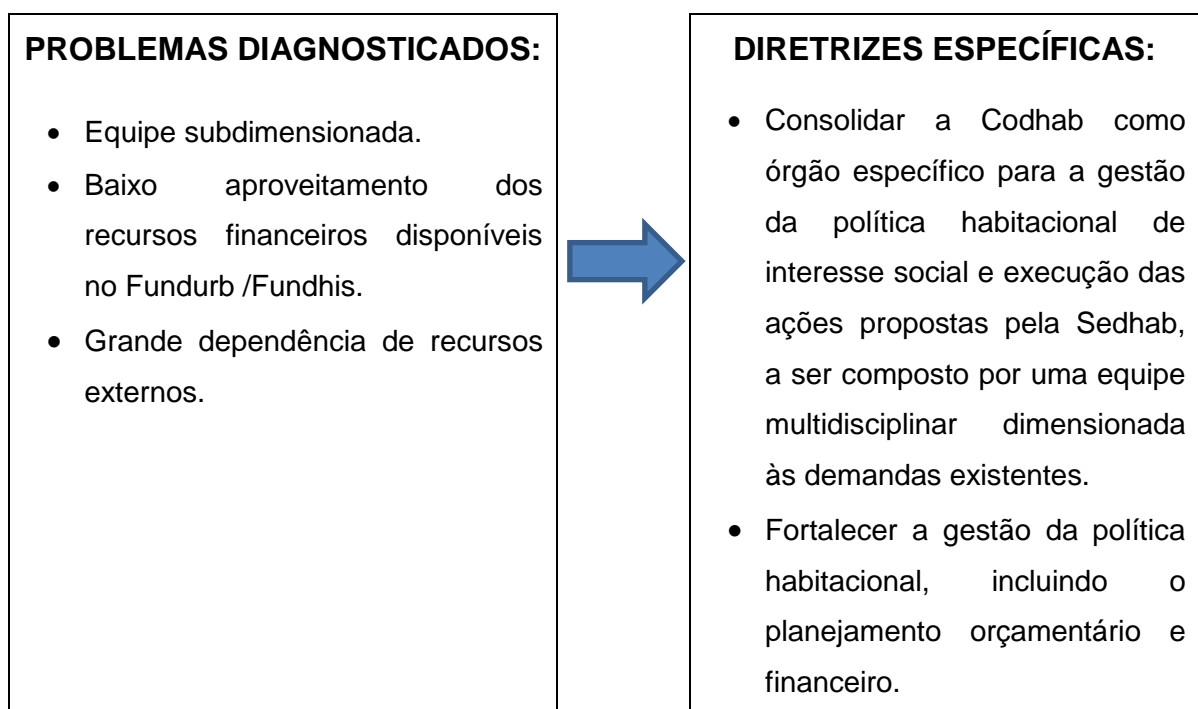 PROBLEMAS DIAGNOSTICADOS:
• Equipe subdimensionada.
• Baixo aproveitamento dos
recursos financeiros disponíveis
no Fundurb /Fundhis.
• Grande dependência de recursos
externos.
DIRETRIZES ESPECÍFICAS:
• Consolidar a Codhab como
órgão específico para a gestão
da política habitacional de
interesse social e execução das
ações propostas pela Sedhab,
a ser composto por uma equipe
multidisciplinar dimensionada
às demandas existentes.
• Fortalecer a gestão da política
habitacional, incluindo o
planejamento orçamentário e
financeiro.